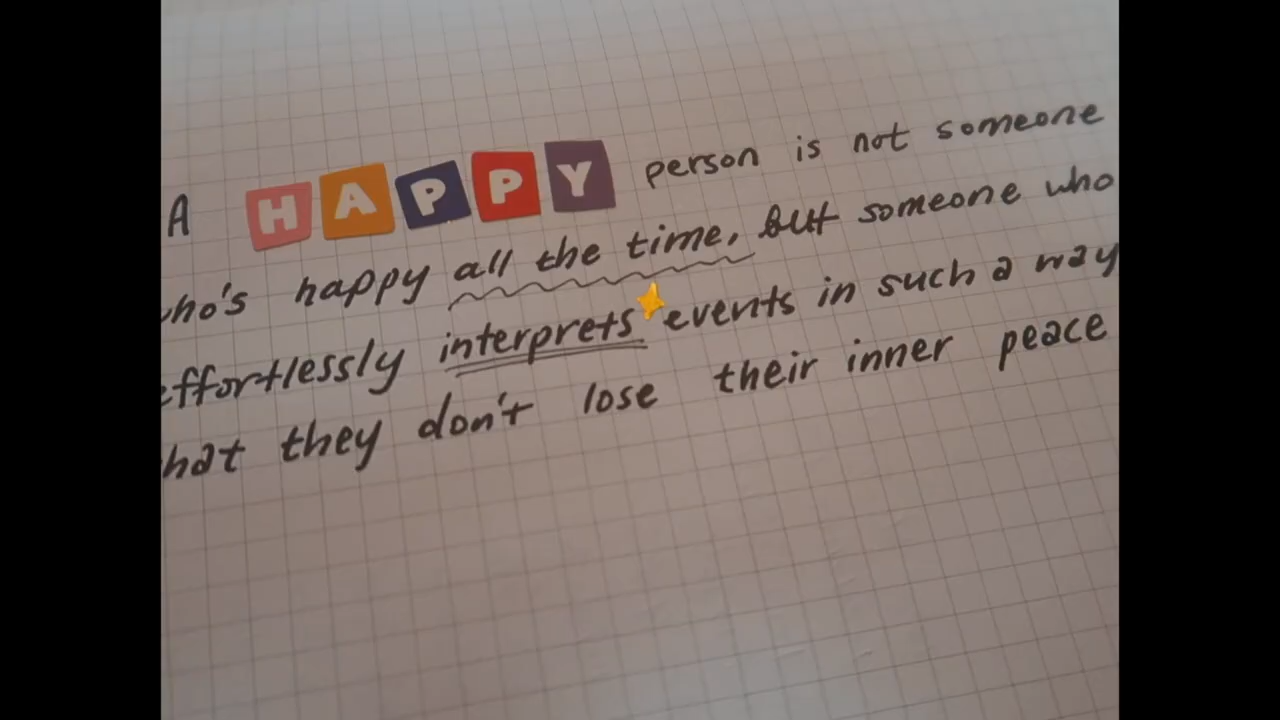 A HAPPY person is not someone
who's happy all the time, but someone who
effortlessly interprets events in such a way
that they don't lose their inner peace